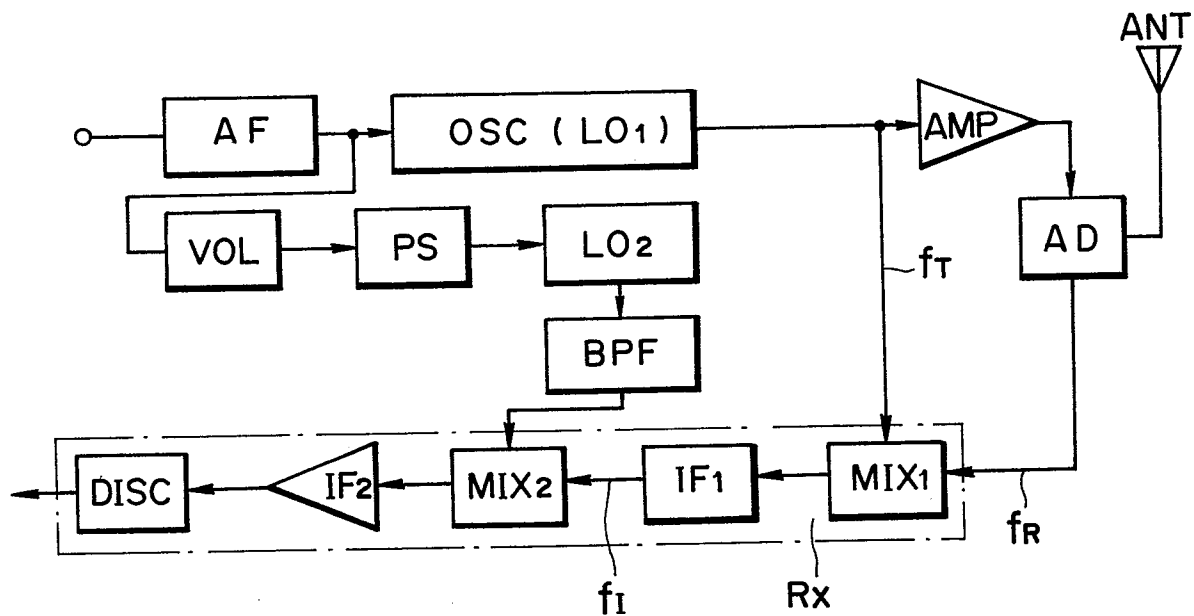 ANT
AF
OSC (LO1)
AMP
VOL
PS
LO2
AD
fT
BPF
DISC
IF2
MIX2
IF1
MIX1
fR
fI
Rx